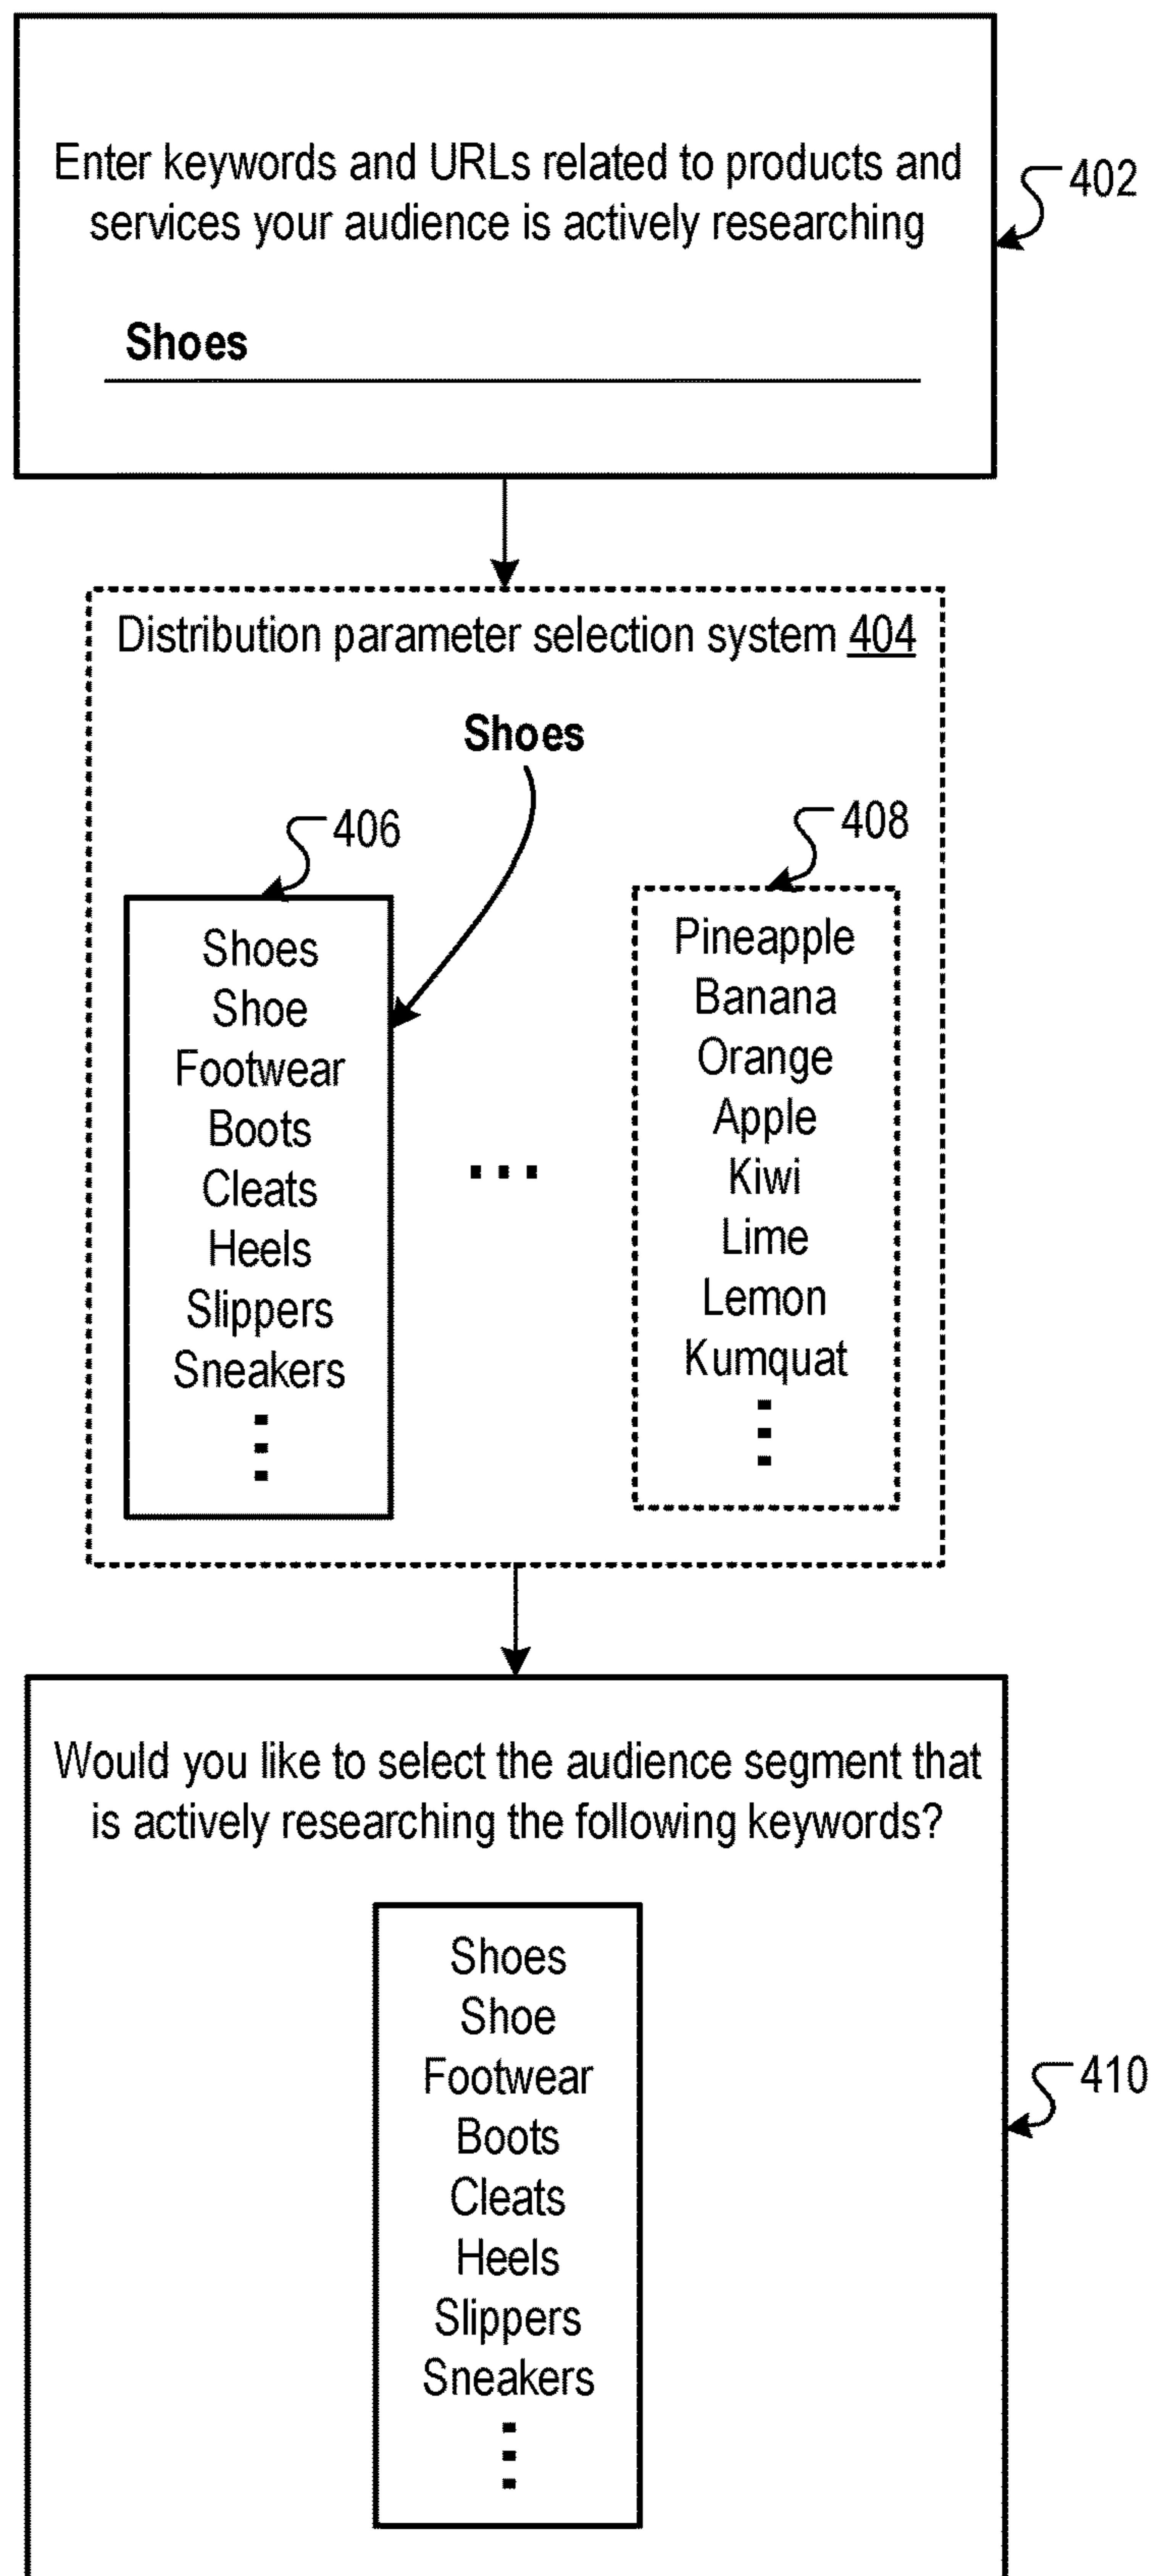 Enter keywords and URLs related to products and
services your audience is actively researching
402
Shoes
Distribution parameter selection system 404
Shoes
406
408
Shoes
Shoe
Footwear
Boots
Cleats
Heels
Slippers
Sneakers
...
Pineapple
Banana
Orange
Apple
Kiwi
Lime
Lemon
Kumquat
Would you like to select the audience segment that
is actively researching the following keywords?
410
Shoes
Shoe
Footwear
Boots
Cleats
Heels
Slippers
Sneakers